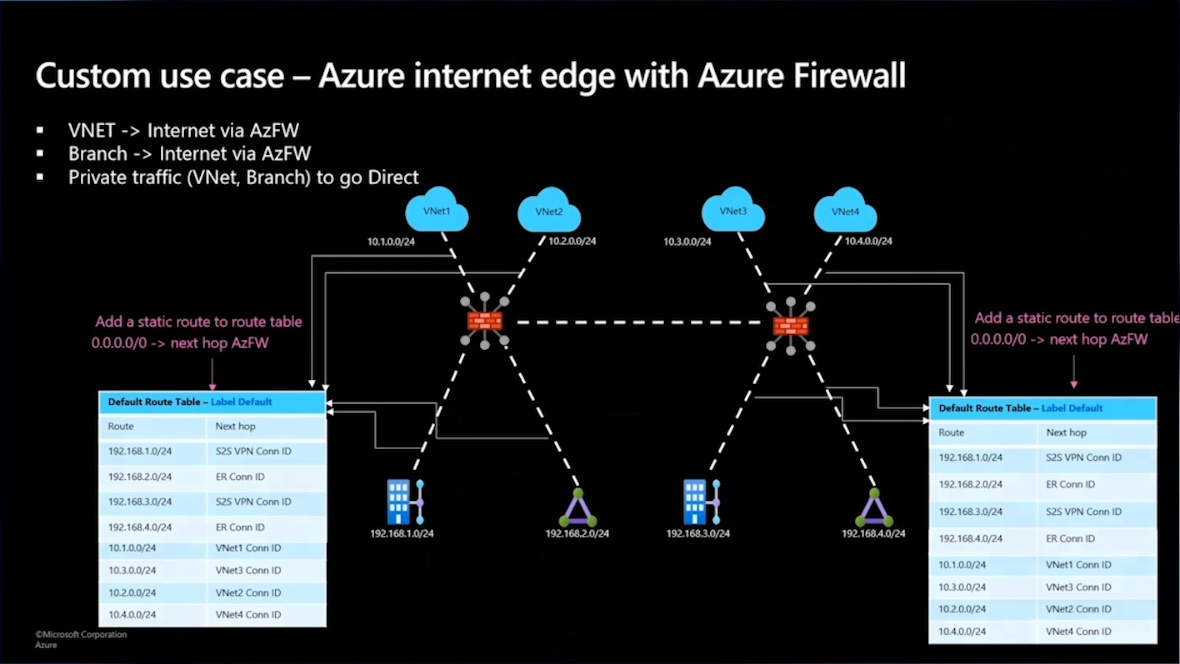 Custom use case – Azure internet edge with Azure Firewall
▪ VNET -> Internet via AzFW
▪ Branch -> Internet via AzFW
▪ Private traffic (VNet, Branch) to go Direct
VNet1
VNet2
VNet3
VNet4
10.1.0.0/24
10.2.0.0/24
10.3.0.0/24
10.4.0.0/24
Add a static route to route table
0.0.0.0/0 -> next hop AzFW
Add a static route to route table
0.0.0.0/0 -> next hop AzFW
Default Route Table – Label Default
Route Next hop
192.168.1.0/24 S2S VPN Conn ID
192.168.2.0/24 ER Conn ID
192.168.3.0/24 S2S VPN Conn ID
192.168.4.0/24 ER Conn ID
10.1.0.0/24 VNet1 Conn ID
10.3.0.0/24 VNet3 Conn ID
10.2.0.0/24 VNet2 Conn ID
10.4.0.0/24 VNet4 Conn ID
192.168.1.0/24
192.168.2.0/24
192.168.3.0/24
192.168.4.0/24
Default Route Table – Label Default
Route Next hop
192.168.1.0/24 S2S VPN Conn ID
192.168.2.0/24 ER Conn ID
192.168.3.0/24 S2S VPN Conn ID
192.168.4.0/24 ER Conn ID
10.1.0.0/24 VNet1 Conn ID
10.3.0.0/24 VNet3 Conn ID
10.2.0.0/24 VNet2 Conn ID
10.4.0.0/24 VNet4 Conn ID
©Microsoft Corporation
Azure